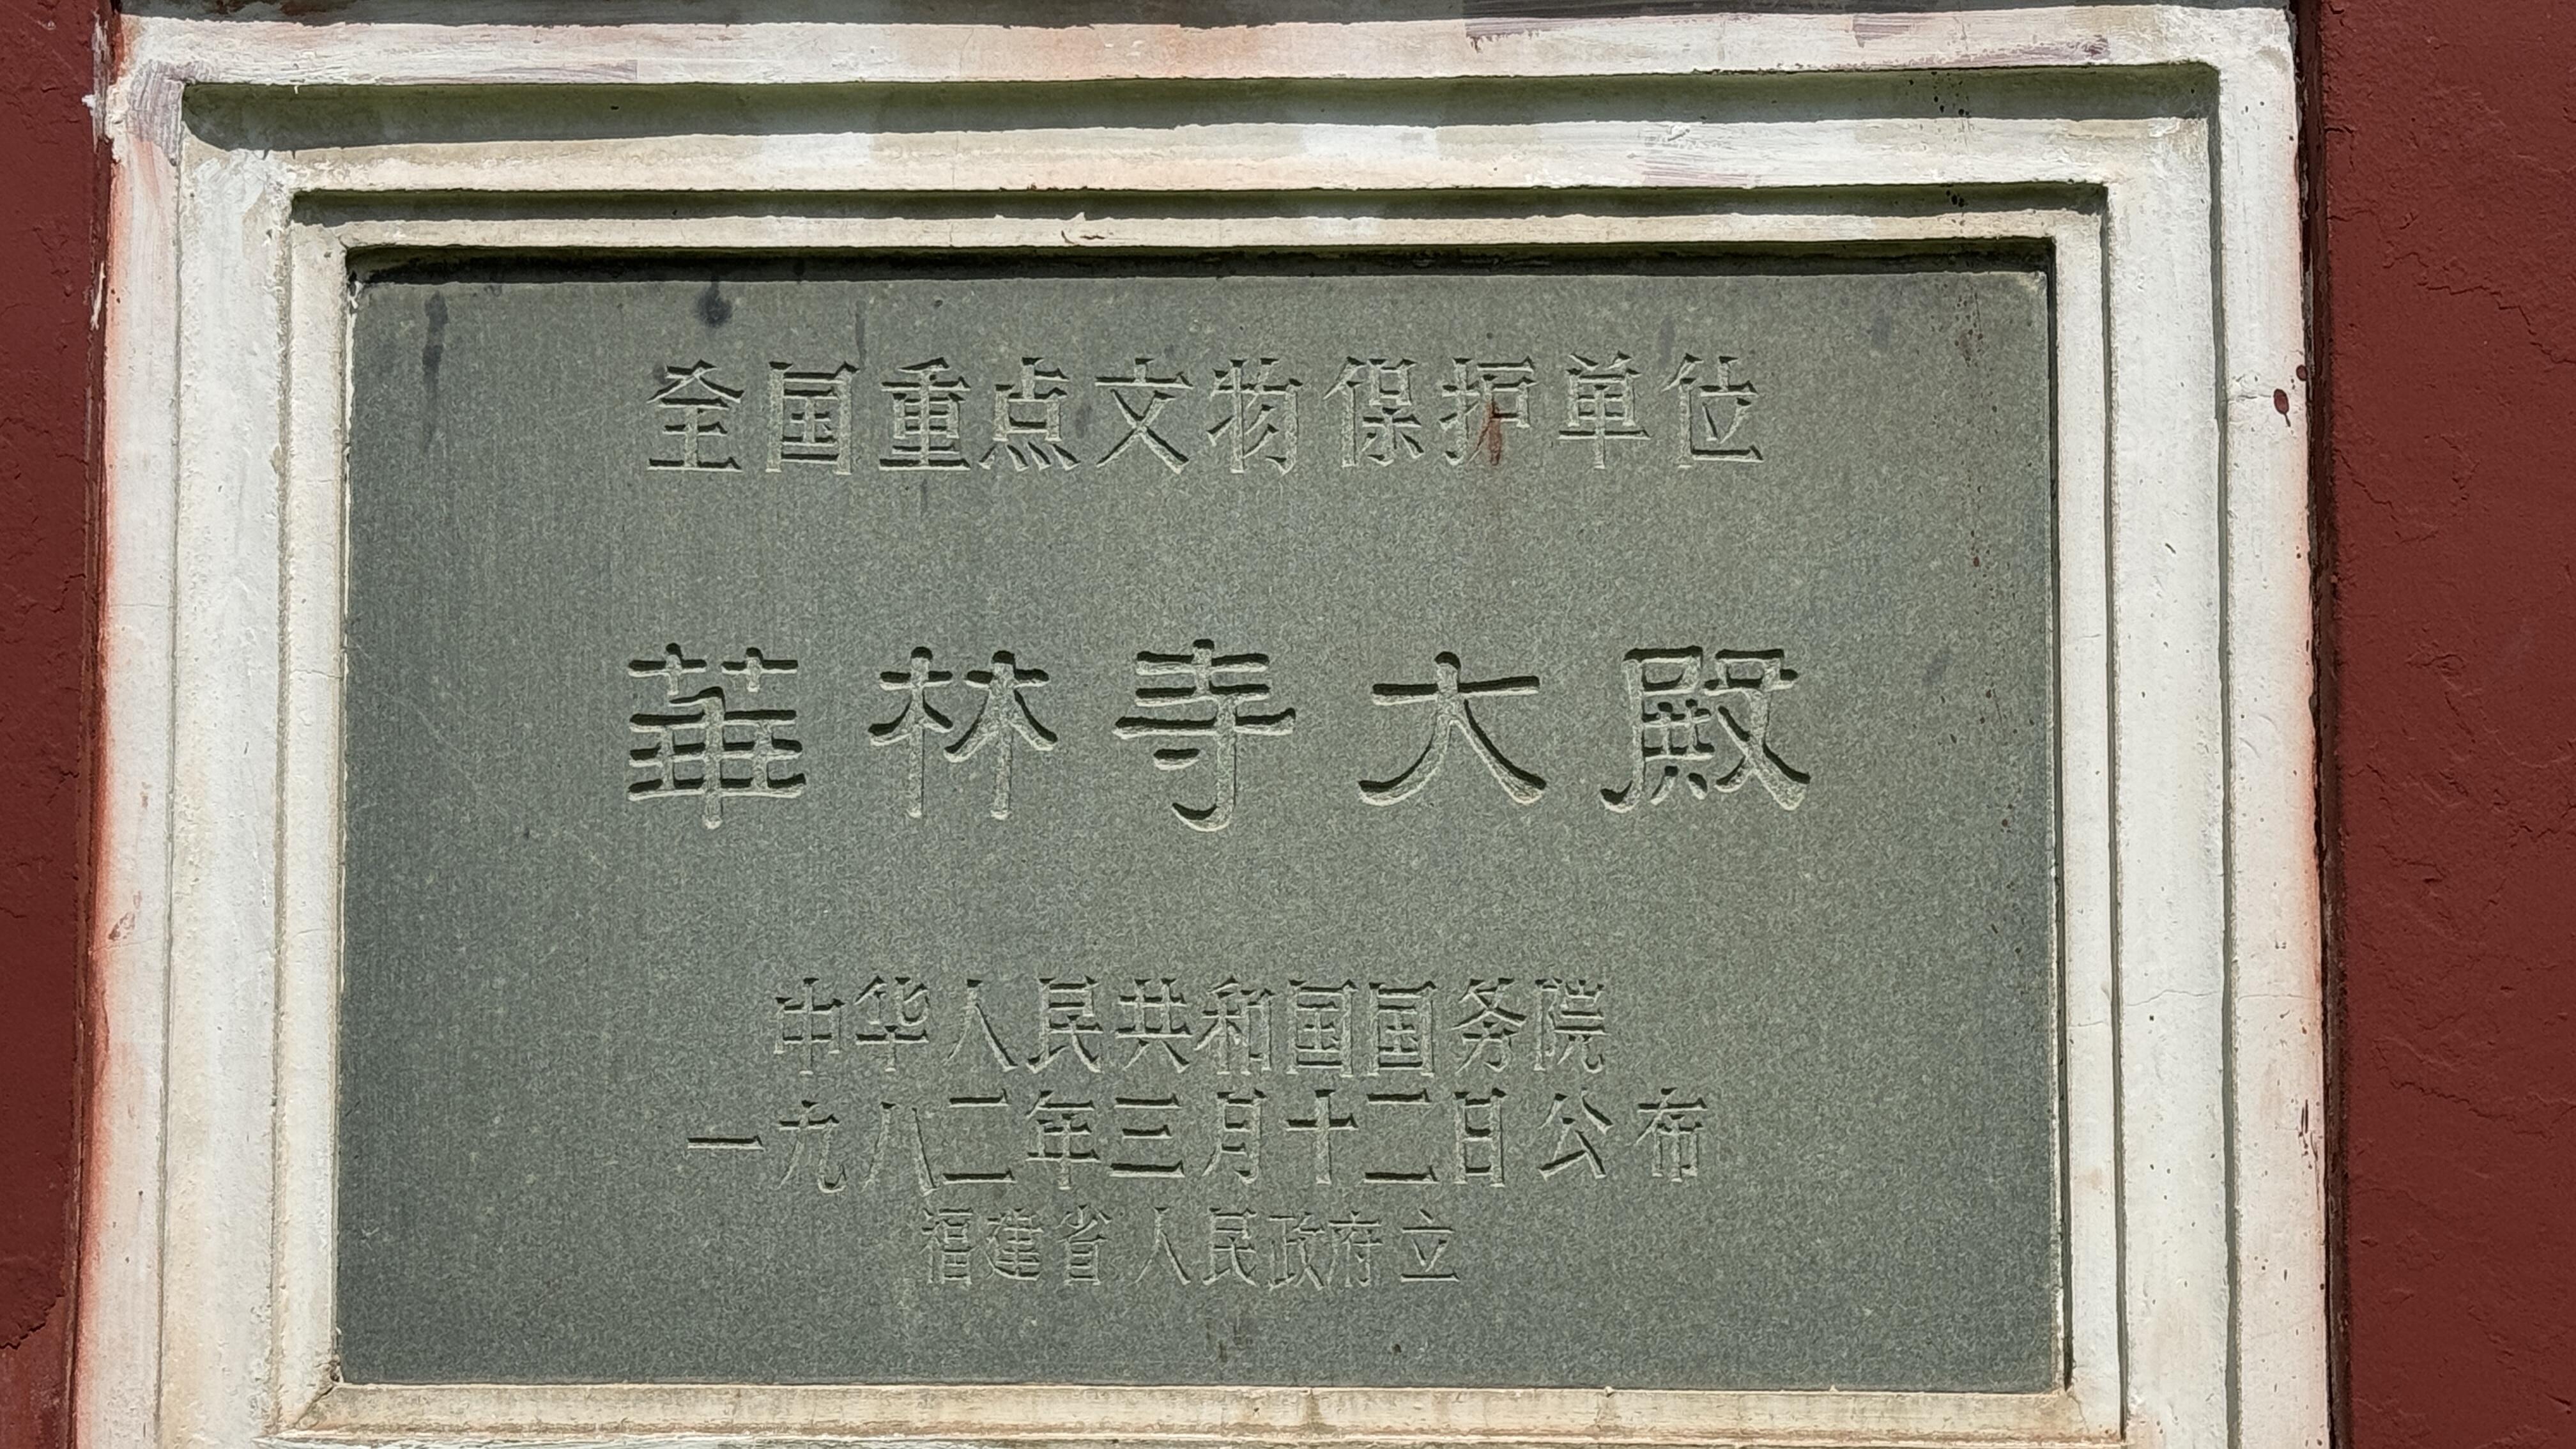 全国重点文物保护单位
華林寺大殿
中华人民共和国国务院
一九八二年三月十二日公布
福建省人民政府立